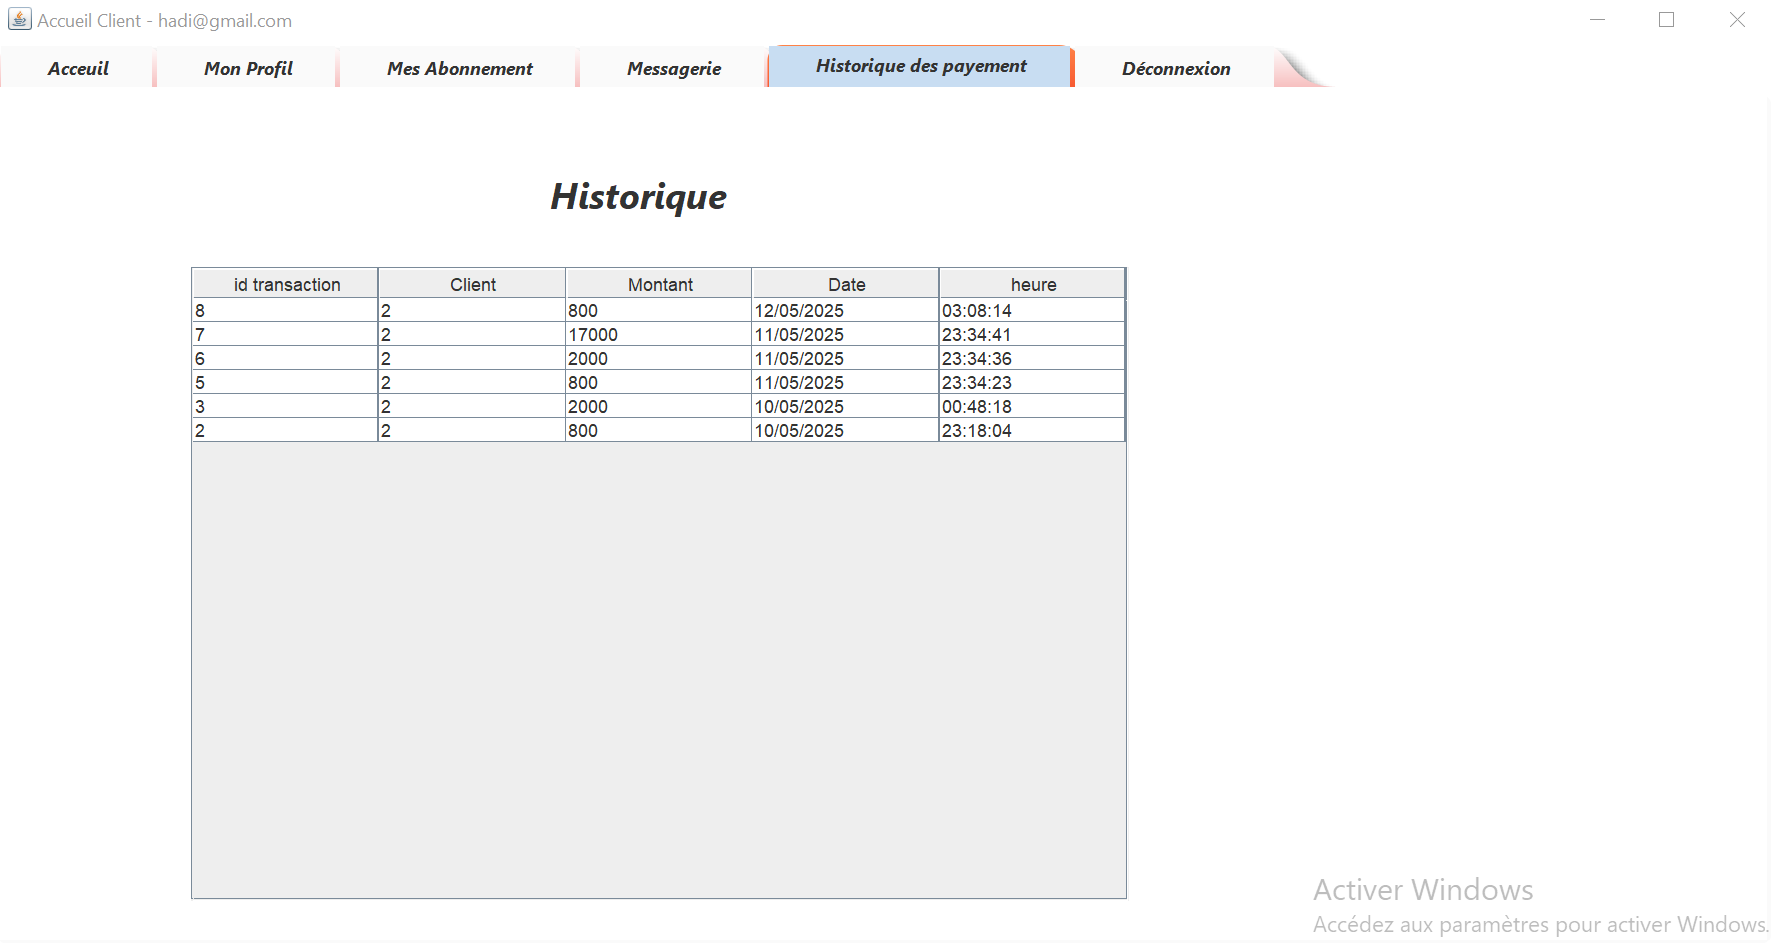 Accueil Client - hadi@gmail.com
Acceuil Mon Profil Mes Abonnement Messagerie Historique des payement Déconnexion
Historique
id transaction Client Montant Date heure
8 2 800 12/05/2025 03:08:14
7 2 17000 11/05/2025 23:34:41
6 2 2000 11/05/2025 23:34:36
5 2 800 11/05/2025 23:34:23
3 2 2000 10/05/2025 00:48:18
2 2 800 10/05/2025 23:18:04
Activer Windows
Accédez aux paramètres pour activer Windows.